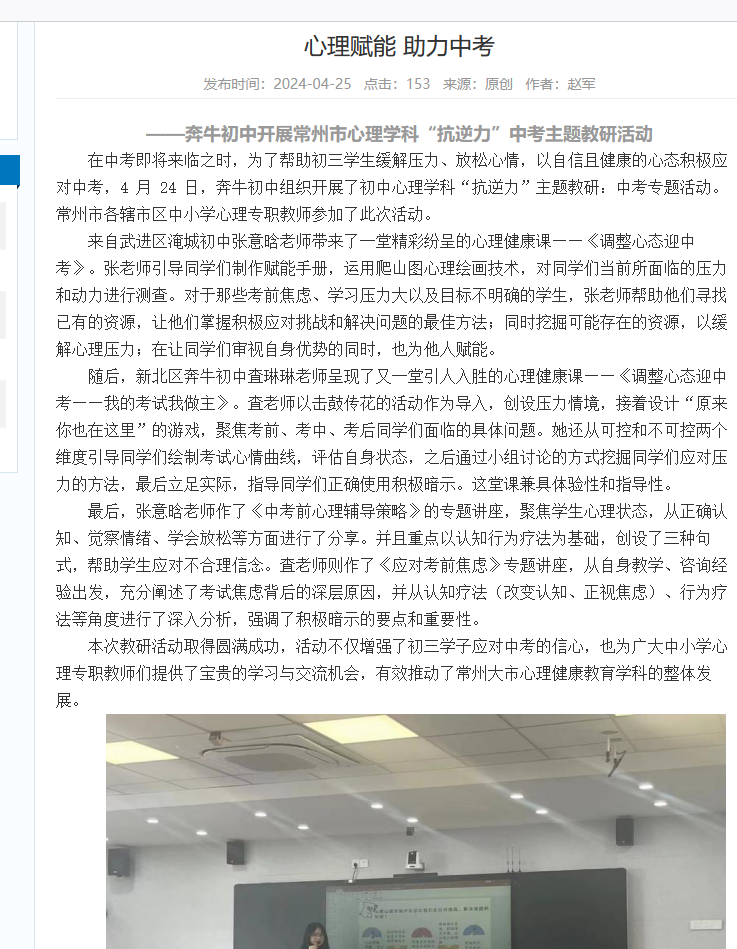 心理赋能 助力中考
发布时间：2024-04-25 点击：153 来源：原创 作者：赵军
——奔牛初中开展常州市心理学科“抗逆力”中考主题教研活动
在中考即将来临之时，为了帮助初三学生缓解压力、放松心情，以自信且健康的心态积极应
对中考，4 月 24 日，奔牛初中组织开展了初中心理学科“抗逆力”主题教研：中考专题活动。
常州市各辖市区中小学心理专职教师参加了此次活动。
来自武进区淹城初中张意晗老师带来了一堂精彩纷呈的心理健康课——《调整心态迎中
考》。张老师引导同学们制作赋能手册，运用爬山图心理绘画技术，对同学们当前所面临的压力
和动力进行测查。对于那些考前焦虑、学习压力大以及目标不明确的学生，张老师帮助他们寻找
已有的资源，让他们掌握积极应对挑战和解决问题的最佳方法；同时挖掘可能存在的资源，以缓
解心理压力；在让同学们审视自身优势的同时，也为他人赋能。
随后，新北区奔牛初中查琳琳老师呈现了又一堂引人入胜的心理健康课——《调整心态迎中
考——我的考试我做主》。查老师以击鼓传花的活动作为导入，创设压力情境，接着设计“原来
你也在这里”的游戏，聚焦考前、考中、考后同学们面临的具体问题。她还从可控和不可控两个
维度引导同学们绘制考试心情曲线，评估自身状态，之后通过小组讨论的方式挖掘同学们应对压
力的方法，最后立足实际，指导同学们正确使用积极暗示。这堂课兼具体验性和指导性。
最后，张意晗老师作了《中考前心理辅导策略》的专题讲座，聚焦学生心理状态，从正确认
知、觉察情绪、学会放松等方面进行了分享。并且重点以认知行为疗法为基础，创设了三种句
式，帮助学生应对不合理信念。查老师则作了《应对考前焦虑》专题讲座，从自身教学、咨询经
验出发，充分阐述了考试焦虑背后的深层原因，并从认知疗法（改变认知、正视焦虑）、行为疗
法等角度进行了深入分析，强调了积极暗示的要点和重要性。
本次教研活动取得圆满成功，活动不仅增强了初三学子应对中考的信心，也为广大中小学心
理专职教师们提供了宝贵的学习与交流机会，有效推动了常州大市心理健康教育学科的整体发
展。